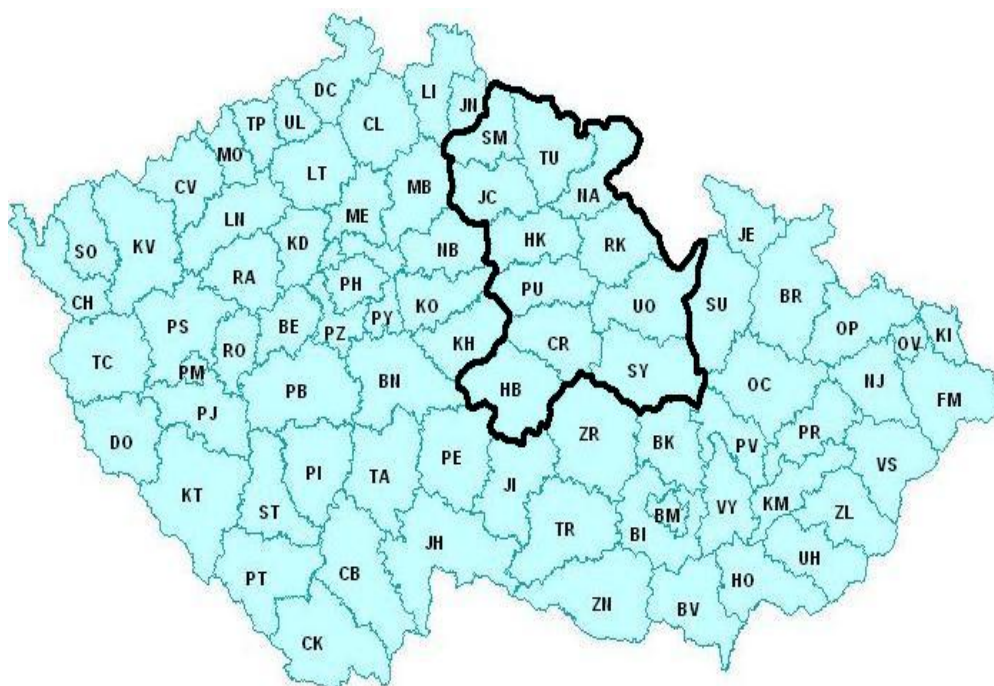 DC
LI
JN
TP
UL
CL
SM
TU
MO
LT
CV
MB
JC
NA
LN
ME
SO
KV
KD
HK
RK
JE
NB
RA
PH
PU
BR
CH
KO
UO
SU
PS
BE
PY
OP
PZ
KI
TC
RO
KH
CR
OV
PM
SY
NJ
BN
OC
PB
HB
FM
PJ
DO
ZR
BK
PR
PV
PE
VS
PI
TA
KT
JI
ST
KM
VY
BM
ZL
TR
BI
JH
UH
PT
CB
HO
ZN
BV
CK